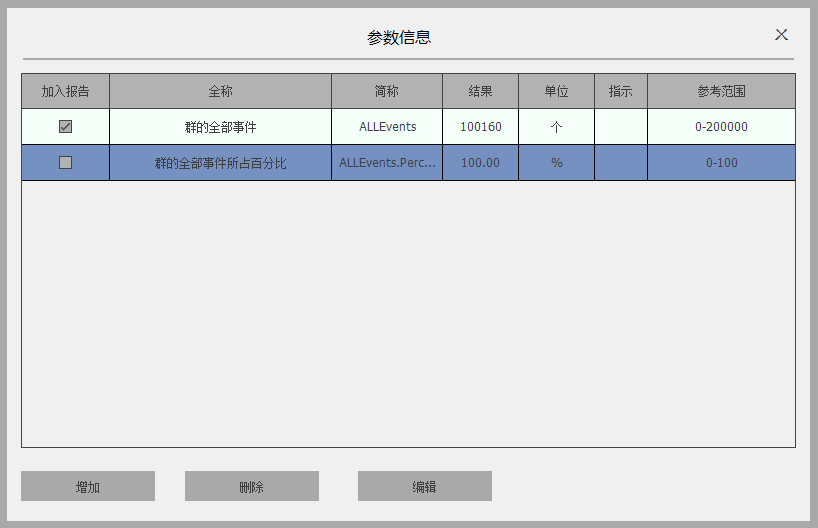 参数信息
加入报告 全称 简称 结果 单位 指示 参考范围
群的全部事件 ALLEvents 100160 个 0-200000
群的全部事件所占百分比 ALLEvents.Perc... 100.00 % 0-100
增加 删除 编辑